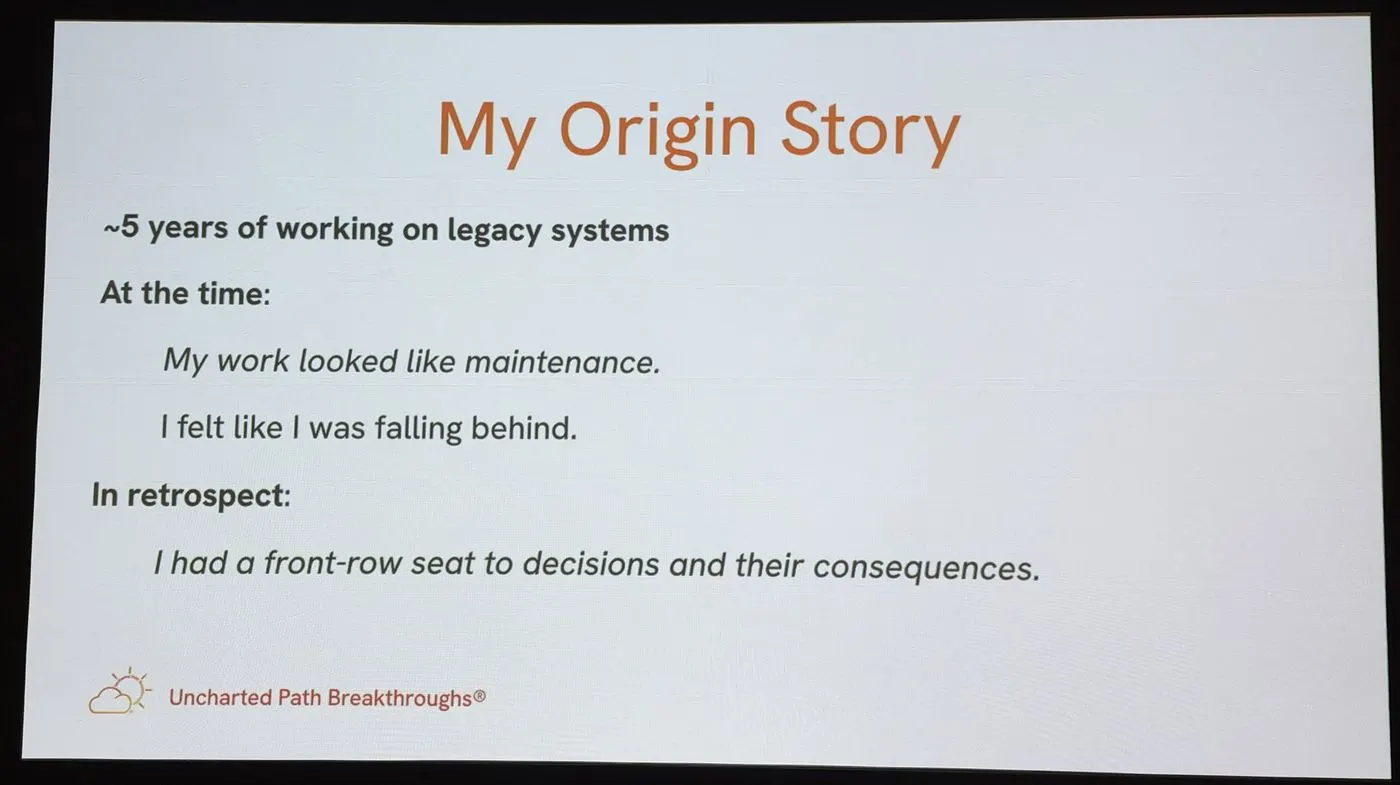 My Origin Story
~5 years of working on legacy systems
At the time:
My work looked like maintenance.
I felt like I was falling behind.
In retrospect:
I had a front-row seat to decisions and their consequences.
Uncharted Path Breakthroughs®